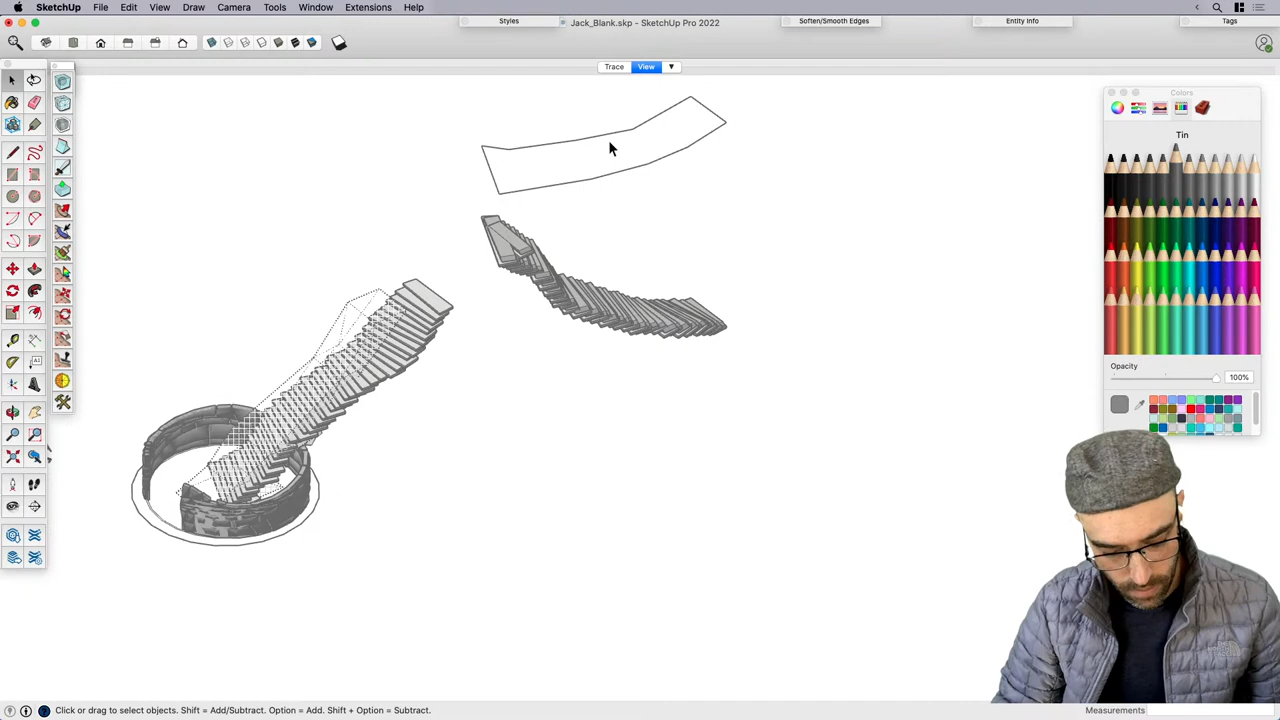 SketchUp File Edit View Draw Camera Tools Window Extensions Help
Styles Jack_Blank.skp - SketchUp Pro 2022 Soften/Smooth Edges Entity Info Tags
Trace View
Colors
Tin
Opacity
100%
Click or drag to select objects. Shift = Add/Subtract. Option = Add. Shift + Option = Subtract.
Measurements